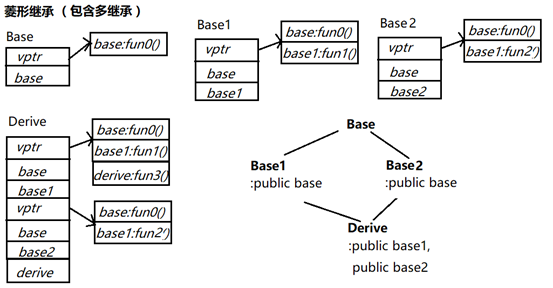 菱形继承（包含多继承）
Base
vptr
base
base:fun0()
Base1
vptr
base
base1
base:fun0()
base1:fun1()
Base2
vptr
base
base2
base:fun0()
base1:fun2')
Derive
vptr
base
base1
vptr
base
base2
derive
base:fun0()
base1:fun1()
derive:fun3()
base:fun0()
base1:fun2')
Base
Base1
:public base
Base2
:public base
Derive
:public base1,
public base2